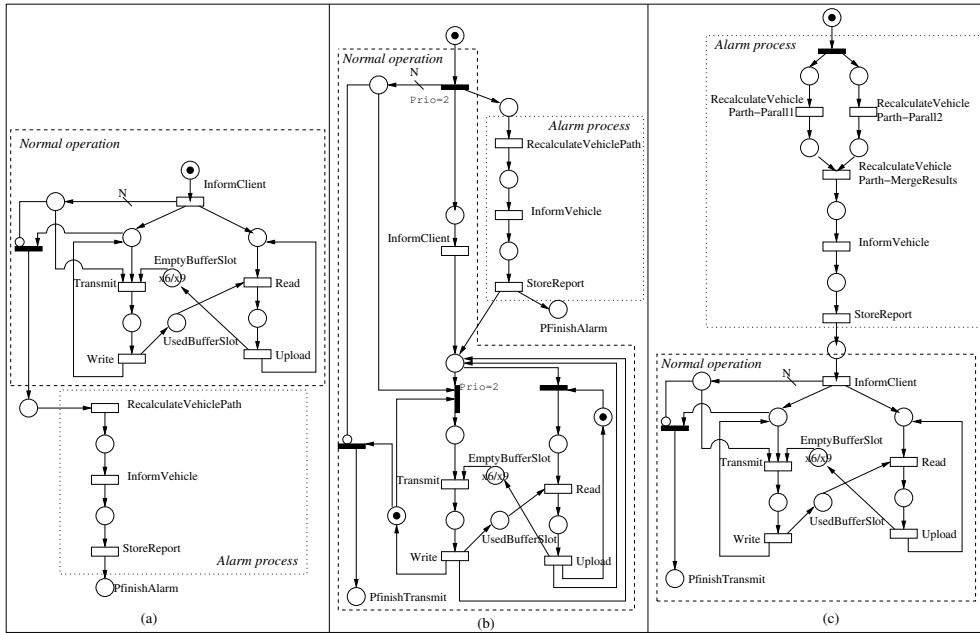 Normal operation
InformClient
N
EmptyBufferSlot
x6/x9
Transmit
Read
UsedBufferSlot
Write
Upload
RecalculateVehiclePath
InformVehicle
StoreReport
Alarm process
PfinishAlarm
(a)
Normal operation
N
Prio=2
Alarm process
RecalculateVehiclePath
InformVehicle
InformClient
StoreReport
PFinishAlarm
Prio=2
EmptyBufferSlot
x6/x9
Transmit
Read
UsedBufferSlot
Write
Upload
PfinishTransmit
(b)
Alarm process
RecalculateVehicle
Parth-Parall1
RecalculateVehicle
Parth-Parall2
RecalculateVehicle
Parth-MergeResults
InformVehicle
StoreReport
Normal operation
N
InformClient
EmptyBufferSlot
x6/x9
Transmit
Read
UsedBufferSlot
Write
Upload
PfinishTransmit
(c)